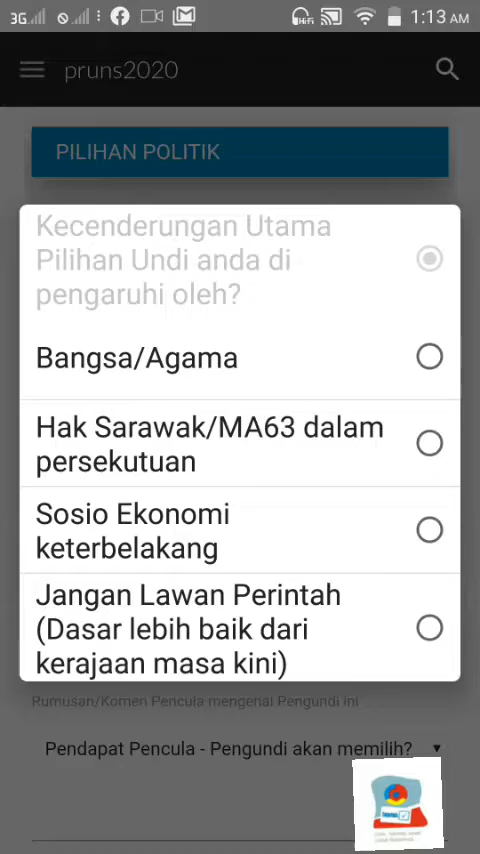 3G
HiFi
1:13 AM
pruns2020
PILIHAN POLITIK
Kecenderungan Utama
Pilihan Undi anda di
pengaruhi oleh?
Bangsa/Agama
Hak Sarawak/MA63 dalam
persekutuan
Sosio Ekonomi
keterbelakang
Jangan Lawan Perintah
(Dasar lebih baik dari
kerajaan masa kini)
Rumusan/Komen Pencula mengenai Pengundi ini
Pendapat Pencula - Pengundi akan memilih?